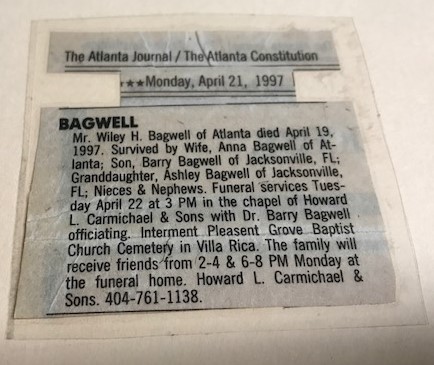 The Atlanta Journal / The Atlanta Constitution
★★Monday, April 21, 1997
BAGWELL
Mr. Wiley H. Bagwell of Atlanta died April 19,
1997. Survived by Wife, Anna Bagwell of At-
lanta; Son, Barry Bagwell of Jacksonville, FL;
Granddaughter, Ashley Bagwell of Jacksonville,
FL; Nieces & Nephews. Funeral services Tues-
day April 22 at 3 PM in the chapel of Howard
L. Carmichael & Sons with Dr. Barry Bagwell
officiating. Interment Pleasent Grove Baptist
Church Cemetery in Villa Rica. The family will
receive friends from 2-4 & 6-8 PM Monday at
the funeral home. Howard L. Carmichael &
Sons. 404-761-1138.